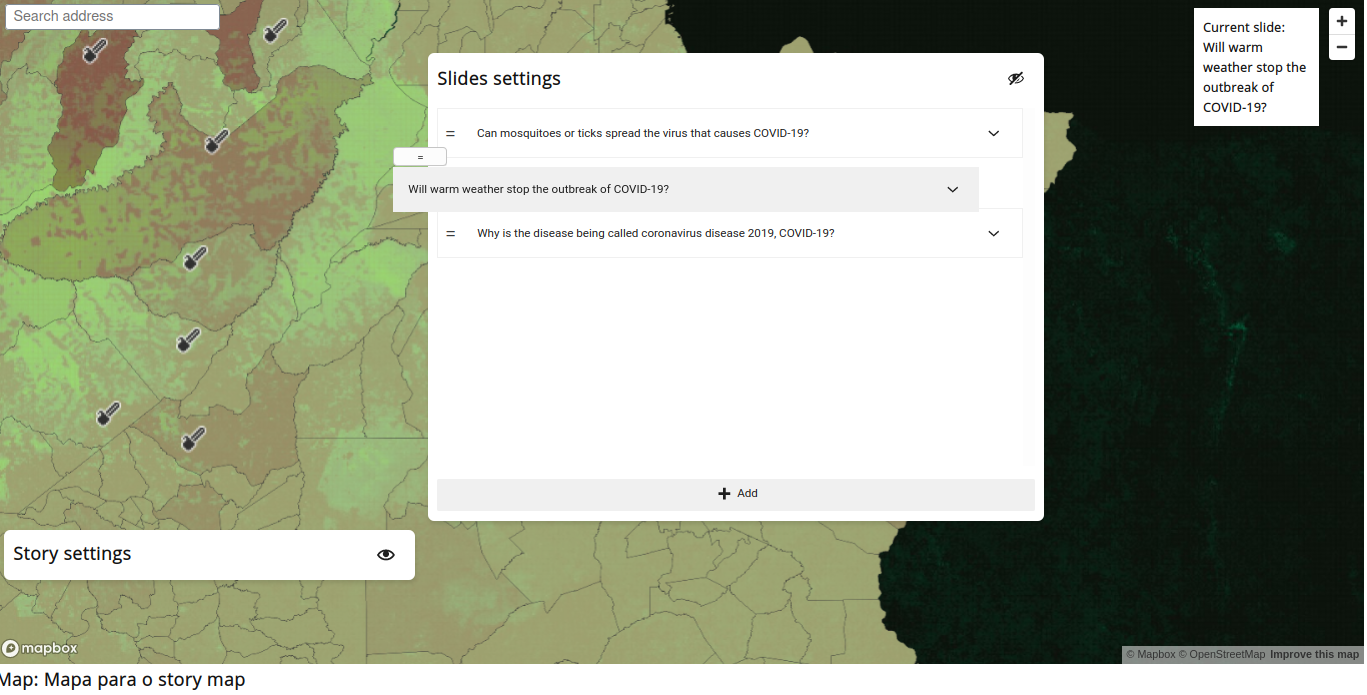 Search address
Slides settings
= Can mosquitoes or ticks spread the virus that causes COVID-19?
=
Will warm weather stop the outbreak of COVID-19?
= Why is the disease being called coronavirus disease 2019, COVID-19?
+ Add
Current slide:
Will warm
weather stop the
outbreak of
COVID-19?
+
−
Story settings
mapbox
© Mapbox © OpenStreetMap Improve this map
Map: Mapa para o story map